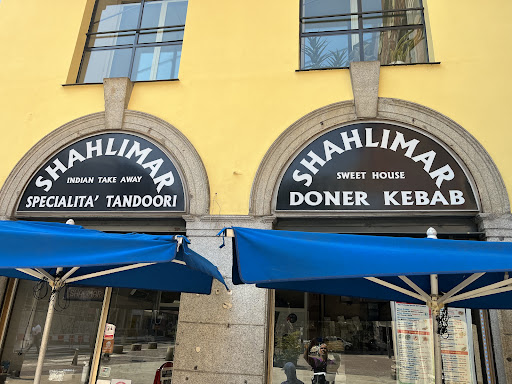 SHAHLIMAR
INDIAN TAKE AWAY
SPECIALITA' TANDOORI
SHAHLIMAR
SWEET HOUSE
DONER KEBAB